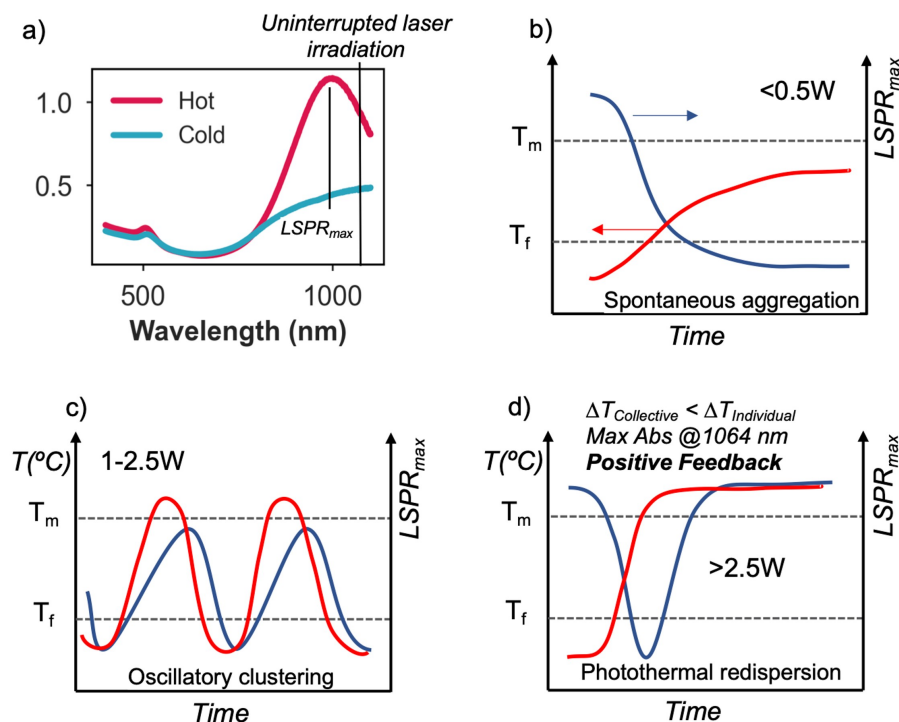 a)
Uninterrupted laser
irradiation
1.0
0.5
Hot
Cold
LSPRmax
500
1000
Wavelength (nm)
b)
<0.5W
Tm
Tf
LSPRmax
Spontaneous aggregation
Time
c)
T(ºC)
1-2.5W
Tm
Tf
LSPRmax
Oscillatory clustering
Time
d)
ΔTCollective < ΔTIndividual
Max Abs @1064 nm
Positive Feedback
T(ºC)
Tm
Tf
>2.5W
LSPRmax
Photothermal redispersion
Time